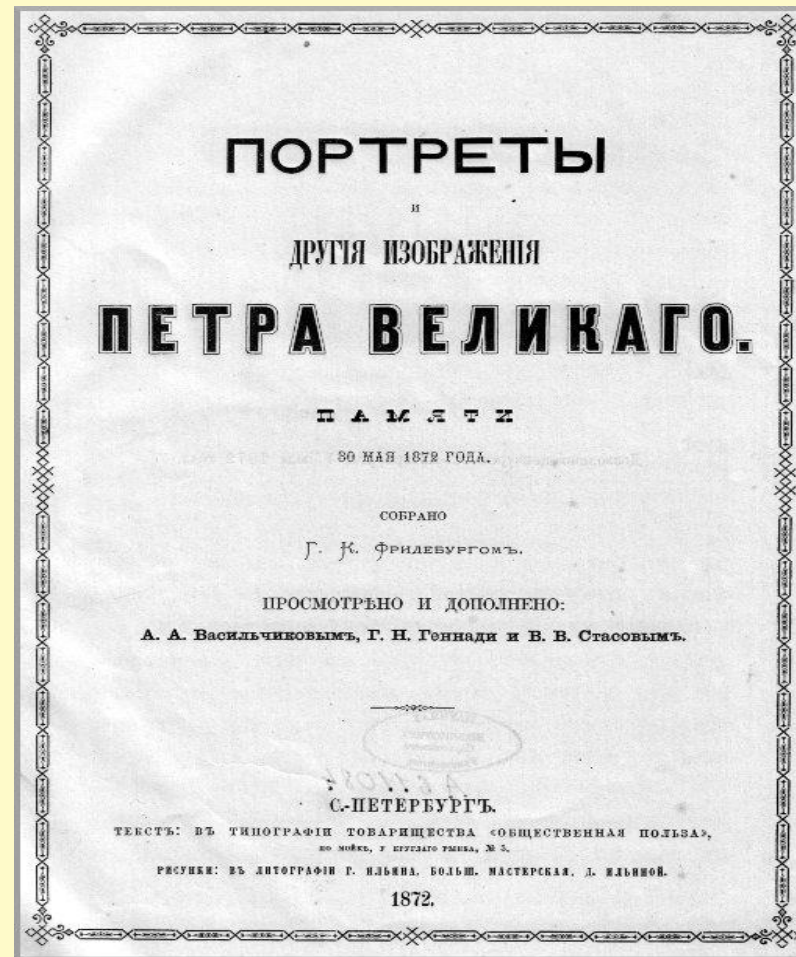 ПОРТРЕТЫ
И
ДРУГІЯ ИЗОБРАЖЕНІЯ
ПЕТРА ВЕЛИКАГО.
ПАМЯТИ
30 МАЯ 1872 ГОДА.
СОБРАНО
Г. К. ФРИЛЕБУРГОМЪ.
ПРОСМОТРѢНО И ДОПОЛНЕНО:
А. А. Васильчиковымъ, Г. Н. Геннади и В. В. Стасовымъ.
С.-ПЕТЕРБУРГЪ.
ТЕКСТЪ: ВЪ ТИПОГРАФІИ ТОВАРИЩЕСТВА «ОБЩЕСТВЕННАЯ ПОЛЬЗА»,
ПО МОЙКѢ, У КРУГЛАГО РЫНКА, № 5.
РИСУНКИ: ВЪ ЛИТОГРАФІИ Г. ИЛЬИНА, БОЛЬШ. МАСТЕРСКАЯ, Д. ИЛЬИНОЙ.
1872.